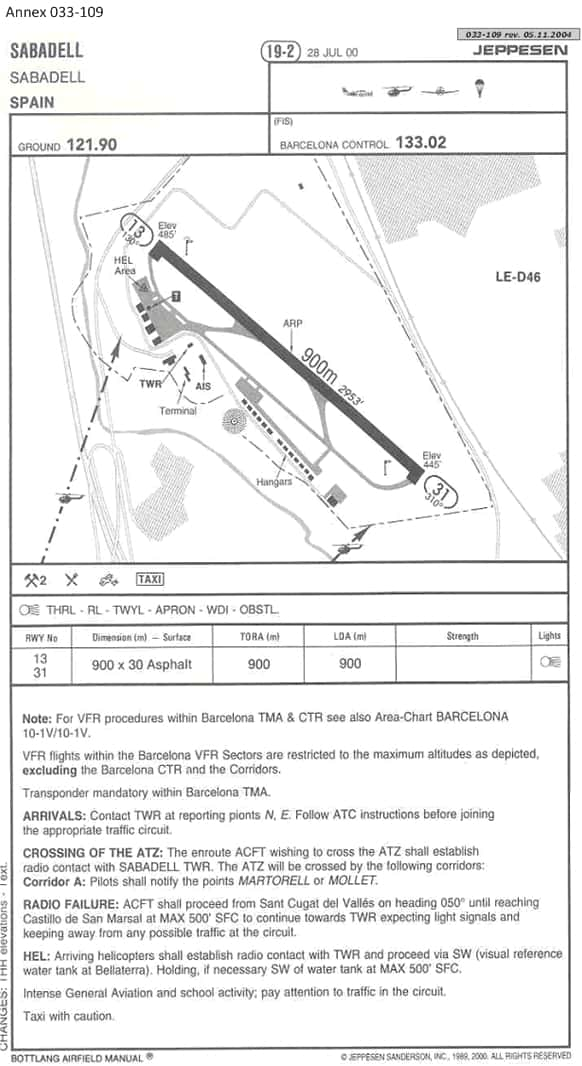 Annex 033-109
033-109 rev. 05.11.2004
SABADELL
19-2 28 JUL 00
JEPPESEN
SABADELL
SPAIN
(FIS)
GROUND 121.90
BARCELONA CONTROL 133.02
13
130°
Elev
485'
HEL
Area
T
LE-D46
ARP
900m 2953'
TWR
AIS
Terminal
Hangars
Elev
445'
31
310°
2
TAXI
THRL - RL - TWYL - APRON - WDI - OBSTL.
RWY No Dimension (m) — Surface TORA (m) LDA (m) Strength Lights
13
31
900 x 30 Asphalt 900 900
Note: For VFR procedures within Barcelona TMA & CTR see also Area-Chart BARCELONA
10-1V/10-1V.
VFR flights within the Barcelona VFR Sectors are restricted to the maximum altitudes as depicted,
excluding the Barcelona CTR and the Corridors.
Transponder mandatory within Barcelona TMA.
ARRIVALS: Contact TWR at reporting pionts N, E. Follow ATC instructions before joining
the appropriate traffic circuit.
CROSSING OF THE ATZ: The enroute ACFT wishing to cross the ATZ shall establish
radio contact with SABADELL TWR. The ATZ will be crossed by the following corridors:
Corridor A: Pilots shall notify the points MARTORELL or MOLLET.
RADIO FAILURE: ACFT shall proceed from Sant Cugat del Vallés on heading 050° until reaching
Castillo de San Marsal at MAX 500' SFC to continue towards TWR expecting light signals and
keeping away from any possible traffic at the circuit.
HEL: Arriving helicopters shall establish radio contact with TWR and proceed via SW (visual reference
water tank at Bellaterra). Holding, if necessary SW of water tank at MAX 500' SFC.
Intense General Aviation and school activity; pay attention to traffic in the circuit.
Taxi with caution.
CHANGES: THR elevations - Text.
BOTTLANG AIRFIELD MANUAL ®
© JEPPESEN SANDERSON, INC., 1989, 2000. ALL RIGHTS RESERVED